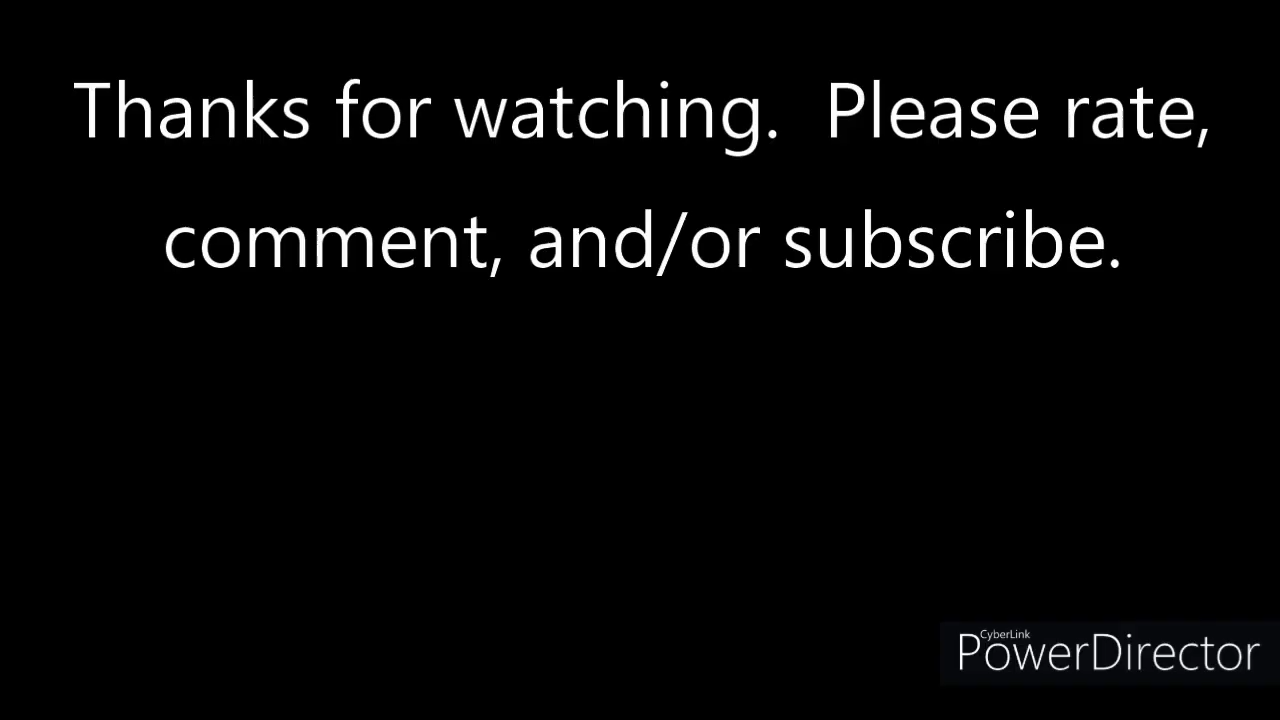 Thanks for watching.  Please rate,
comment, and/or subscribe.
CyberLink
PowerDirector